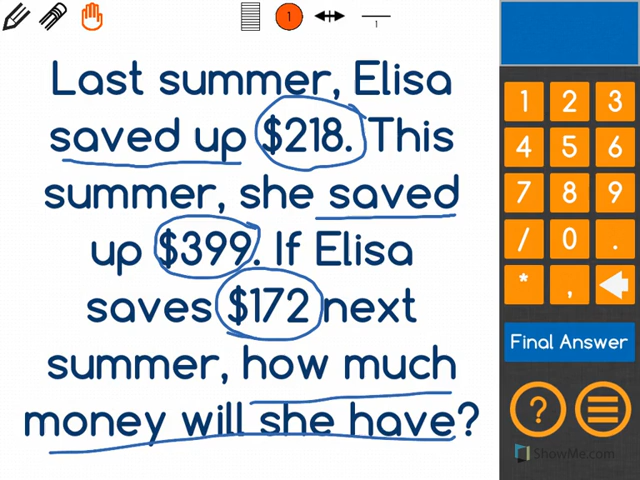 1
1
Last summer, Elisa
saved up $218. This
summer, she saved
up $399. If Elisa
saves $172 next
summer, how much
money will she have?
1 2 3
4 5 6
7 8 9
/ 0 .
* ,
Final Answer
?
ShowMe.com